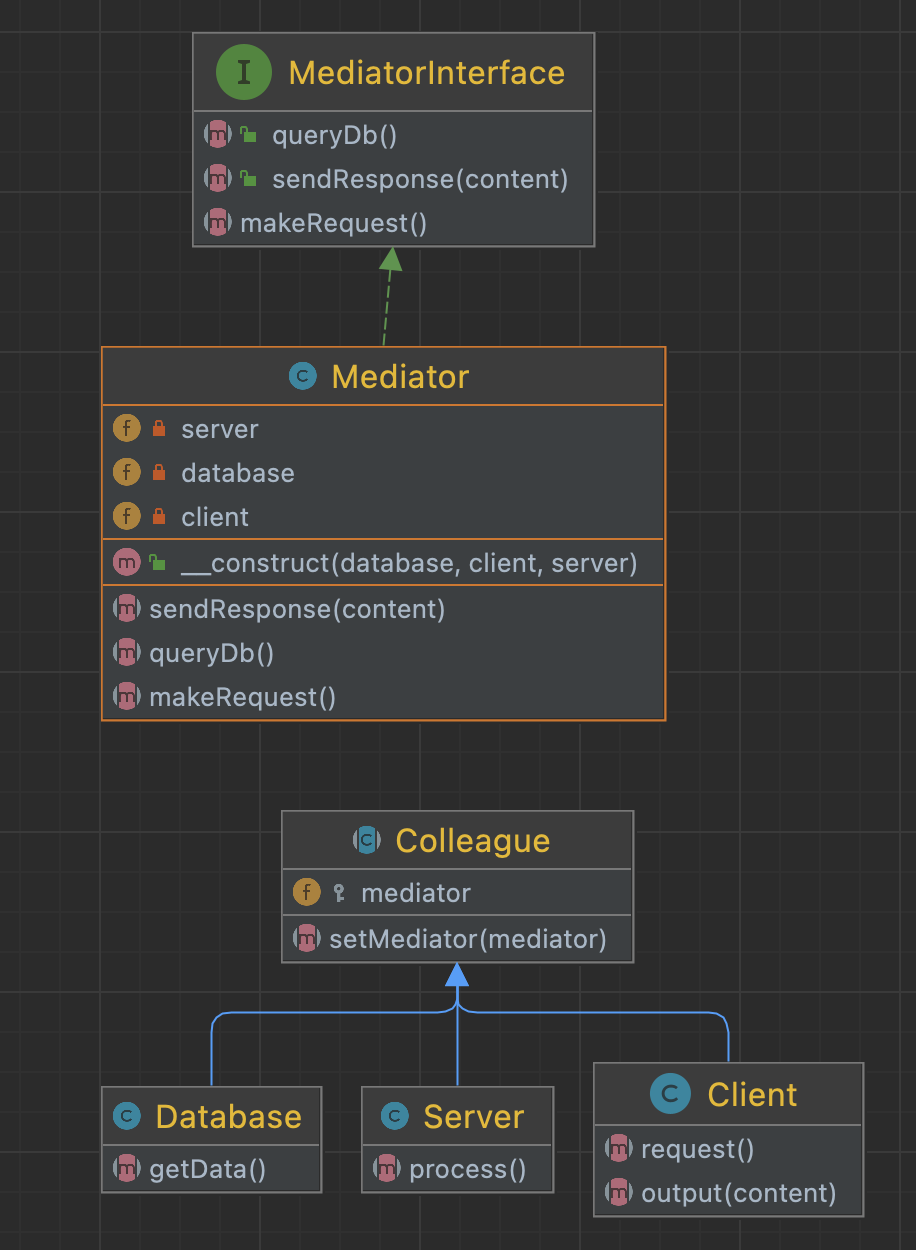 I MediatorInterface
m queryDb()
m sendResponse(content)
m makeRequest()
C Mediator
f server
f database
f client
m __construct(database, client, server)
m sendResponse(content)
m queryDb()
m makeRequest()
C Colleague
f mediator
m setMediator(mediator)
C Database
m getData()
C Server
m process()
C Client
m request()
m output(content)